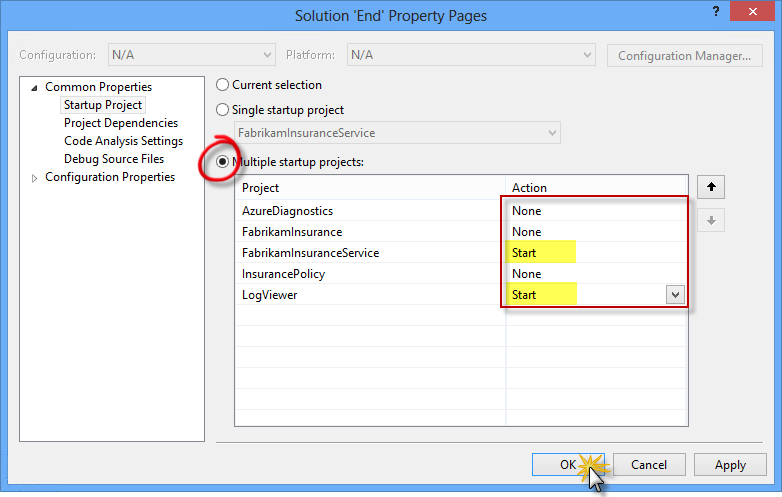 Solution 'End' Property Pages
?
Configuration: N/A Platform: N/A Configuration Manager...
Common Properties
Startup Project
Project Dependencies
Code Analysis Settings
Debug Source Files
Configuration Properties
Current selection
Single startup project
FabrikamInsuranceService
Multiple startup projects:
Project Action
AzureDiagnostics None
FabrikamInsurance None
FabrikamInsuranceService Start
InsurancePolicy None
LogViewer Start
OK Cancel Apply